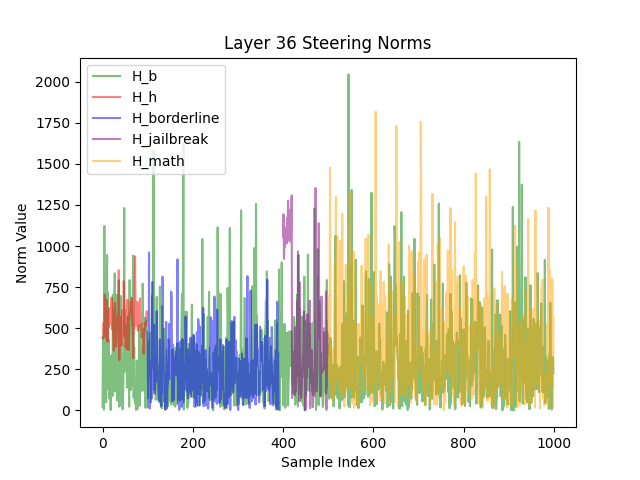 Layer 36 Steering Norms
Norm Value
2000
1750
1500
1250
1000
750
500
250
0
H_b
H_h
H_borderline
H_jailbreak
H_math
0
200
400
600
800
1000
Sample Index